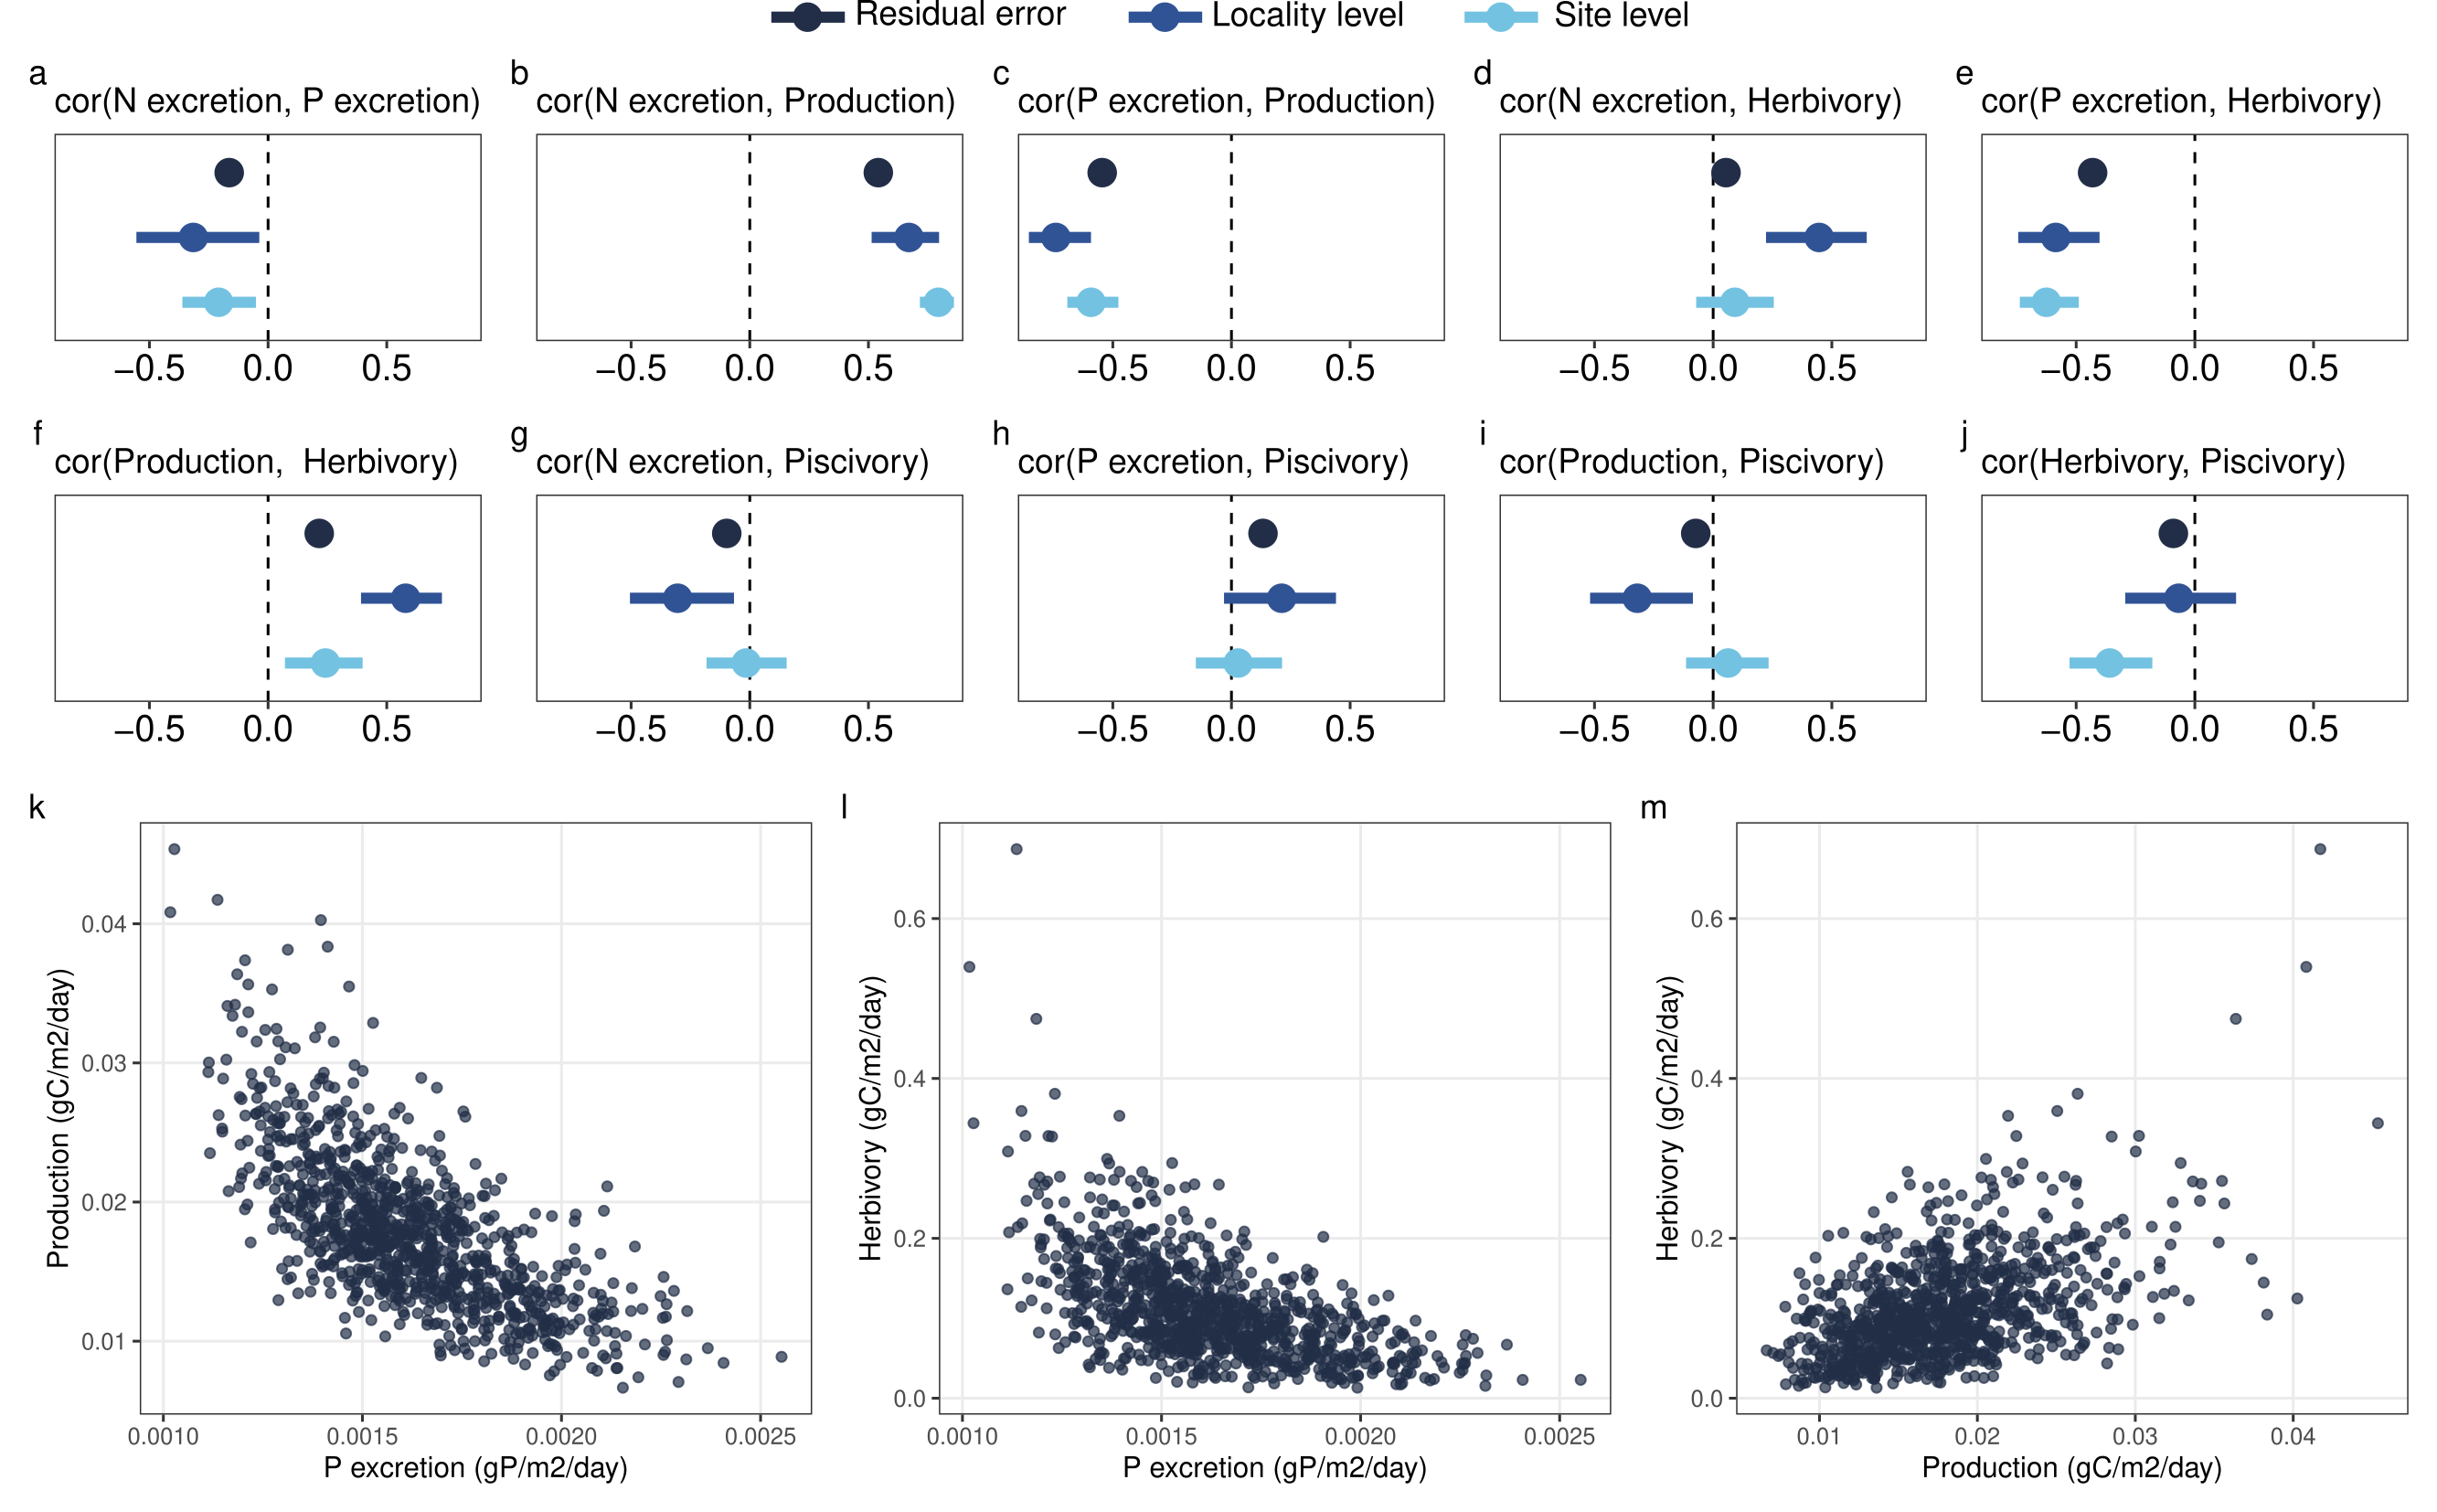 Residual error Locality level Site level
a b c d e
cor(N excretion, P excretion) cor(N excretion, Production) cor(P excretion, Production) cor(N excretion, Herbivory) cor(P excretion, Herbivory)
−0.5 0.0 0.5 −0.5 0.0 0.5 −0.5 0.0 0.5 −0.5 0.0 0.5 −0.5 0.0 0.5
f g h i j
cor(Production, Herbivory) cor(N excretion, Piscivory) cor(P excretion, Piscivory) cor(Production, Piscivory) cor(Herbivory, Piscivory)
−0.5 0.0 0.5 −0.5 0.0 0.5 −0.5 0.0 0.5 −0.5 0.0 0.5 −0.5 0.0 0.5
k
Production (gC/m2/day)
0.04
0.03
0.02
0.01
0.0010 0.0015 0.0020 0.0025
P excretion (gP/m2/day)
l
Herbivory (gC/m2/day)
0.6
0.4
0.2
0.0
0.0010 0.0015 0.0020 0.0025
P excretion (gP/m2/day)
m
Herbivory (gC/m2/day)
0.6
0.4
0.2
0.0
0.01 0.02 0.03 0.04
Production (gC/m2/day)